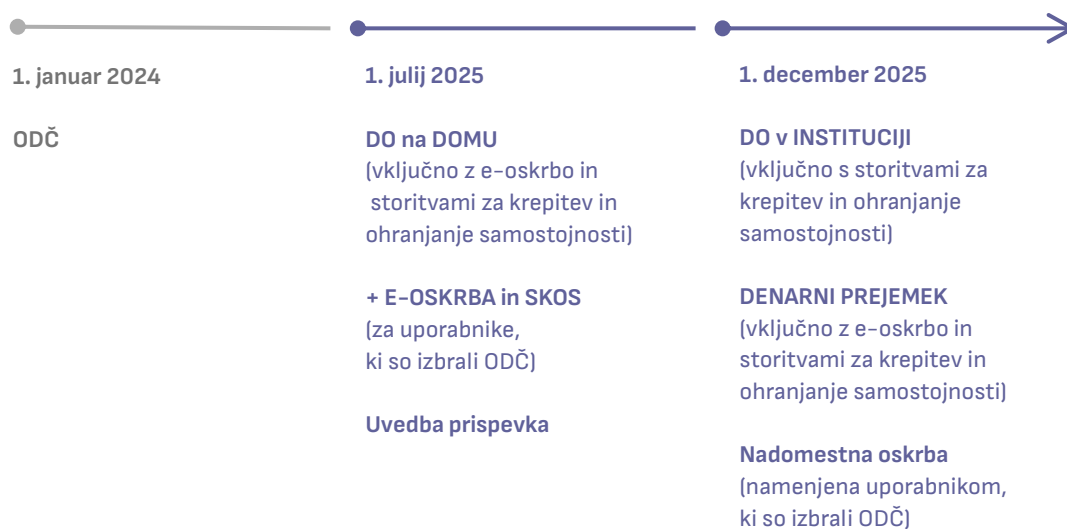 1. januar 2024
ODČ
1. julij 2025
DO na DOMU
(vključno z e-oskrbo in
storitvami za krepitev in
ohranjanje samostojnosti)
+ E-OSKRBA in SKOS
(za uporabnike,
ki so izbrali ODČ)
Uvedba prispevka
1. december 2025
DO v INSTITUCIJI
(vključno s storitvami za
krepitev in ohranjanje
samostojnosti)
DENARNI PREJEMEK
(vključno z e-oskrbo in
storitvami za krepitev in
ohranjanje samostojnosti)
Nadomestna oskrba
(namenjena uporabnikom,
ki so izbrali ODČ)